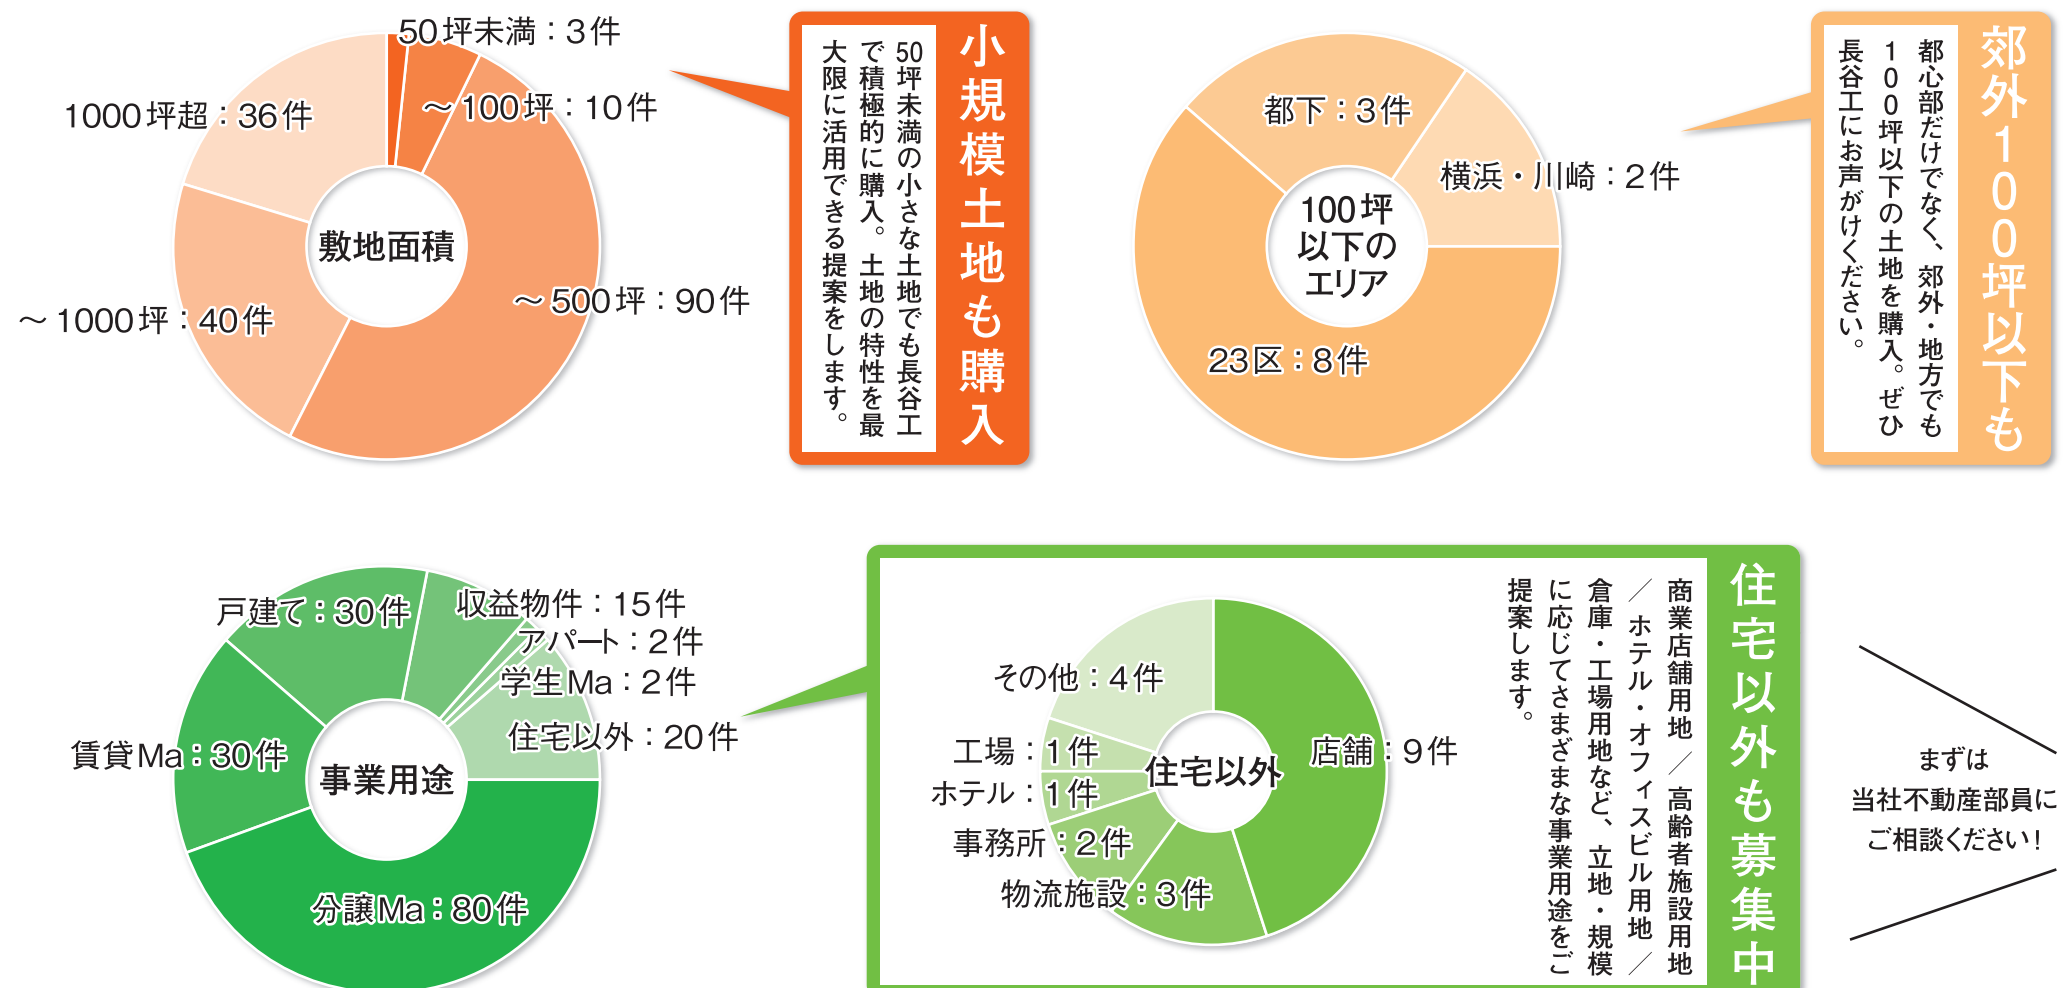 50坪未満：3件
～100坪：10件
～500坪：90件
～1000坪：40件
1000坪超：36件
敷地面積
小規模土地も購入
50坪未満の小さな土地でも長谷工
で積極的に購入。土地の特性を最
大限に活用できる提案をします。
都下：3件
横浜・川崎：2件
23区：8件
100坪
以下の
エリア
郊外100坪以下も
都心部だけでなく、郊外・地方でも
100坪以下の土地を購入。ぜひ
長谷工にお声がけください。
戸建て：30件
収益物件：15件
アパート：2件
学生Ma：2件
住宅以外：20件
賃貸Ma：30件
分譲Ma：80件
事業用途
その他：4件
工場：1件
ホテル：1件
事務所：2件
物流施設：3件
店舗：9件
住宅以外
住宅以外も募集中
商業店舗用地／高齢者施設用地
／ホテル・オフィスビル用地／
倉庫・工場用地など、立地・規模
に応じてさまざまな事業用途をご
提案します。
まずは
当社不動産部員に
ご相談ください！